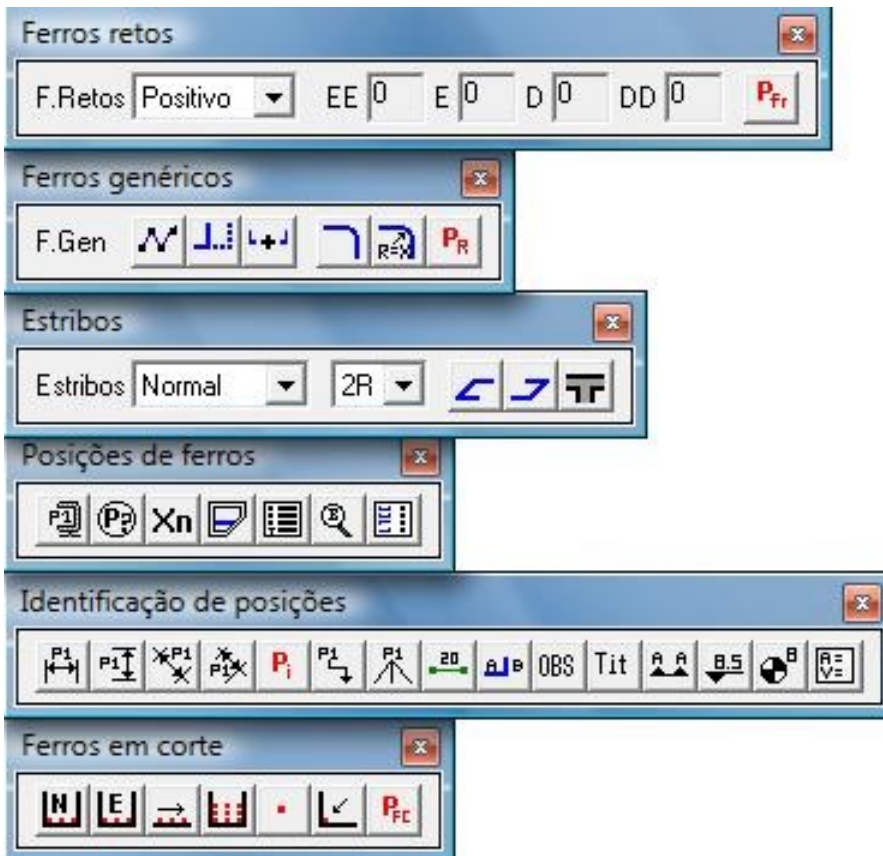 Ferros retos
F.Retos Positivo EE 0 E 0 D 0 DD 0 Pfr
Ferros genéricos
F.Gen R=X PR
Estribos
Estribos Normal 2R
Posições de ferros
P1 P? Xn B
Identificação de posições
P1 P1 P1 P1 Pi P1 P1 20 A B OBS Tit A A 8.5 B A= V=
Ferros em corte
N E PFC